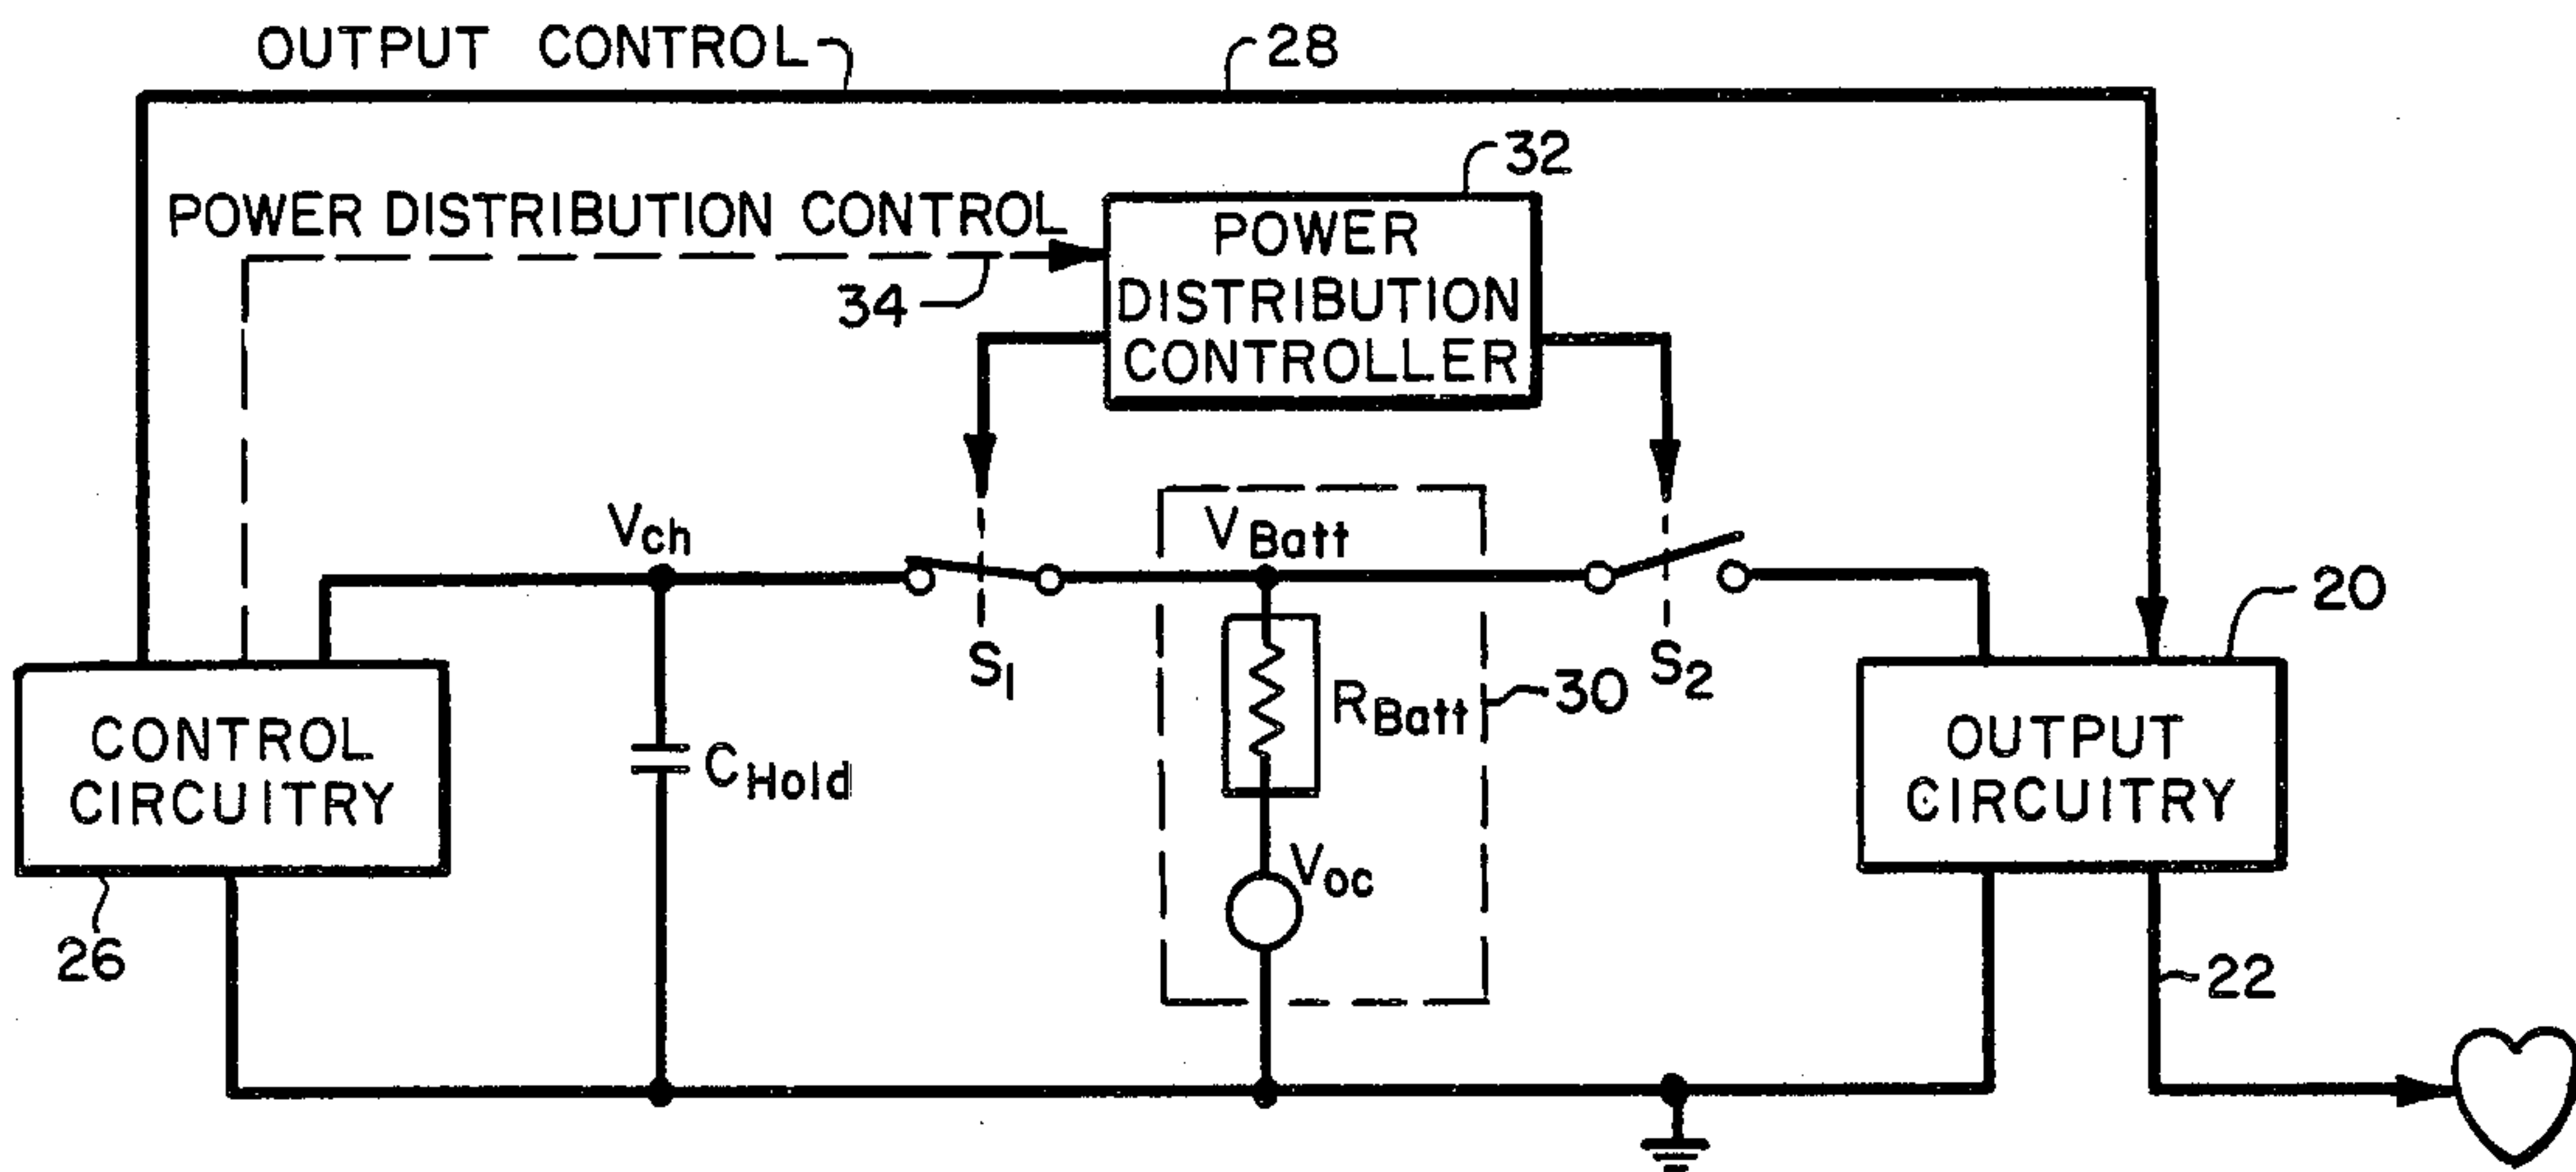 OUTPUT CONTROL
28
32
POWER DISTRIBUTION CONTROL
34
POWER
DISTRIBUTION
CONTROLLER
Vch
VBatt
S1
S2
20
RBatt
30
CHold
Voc
CONTROL
CIRCUITRY
OUTPUT
CIRCUITRY
26
22